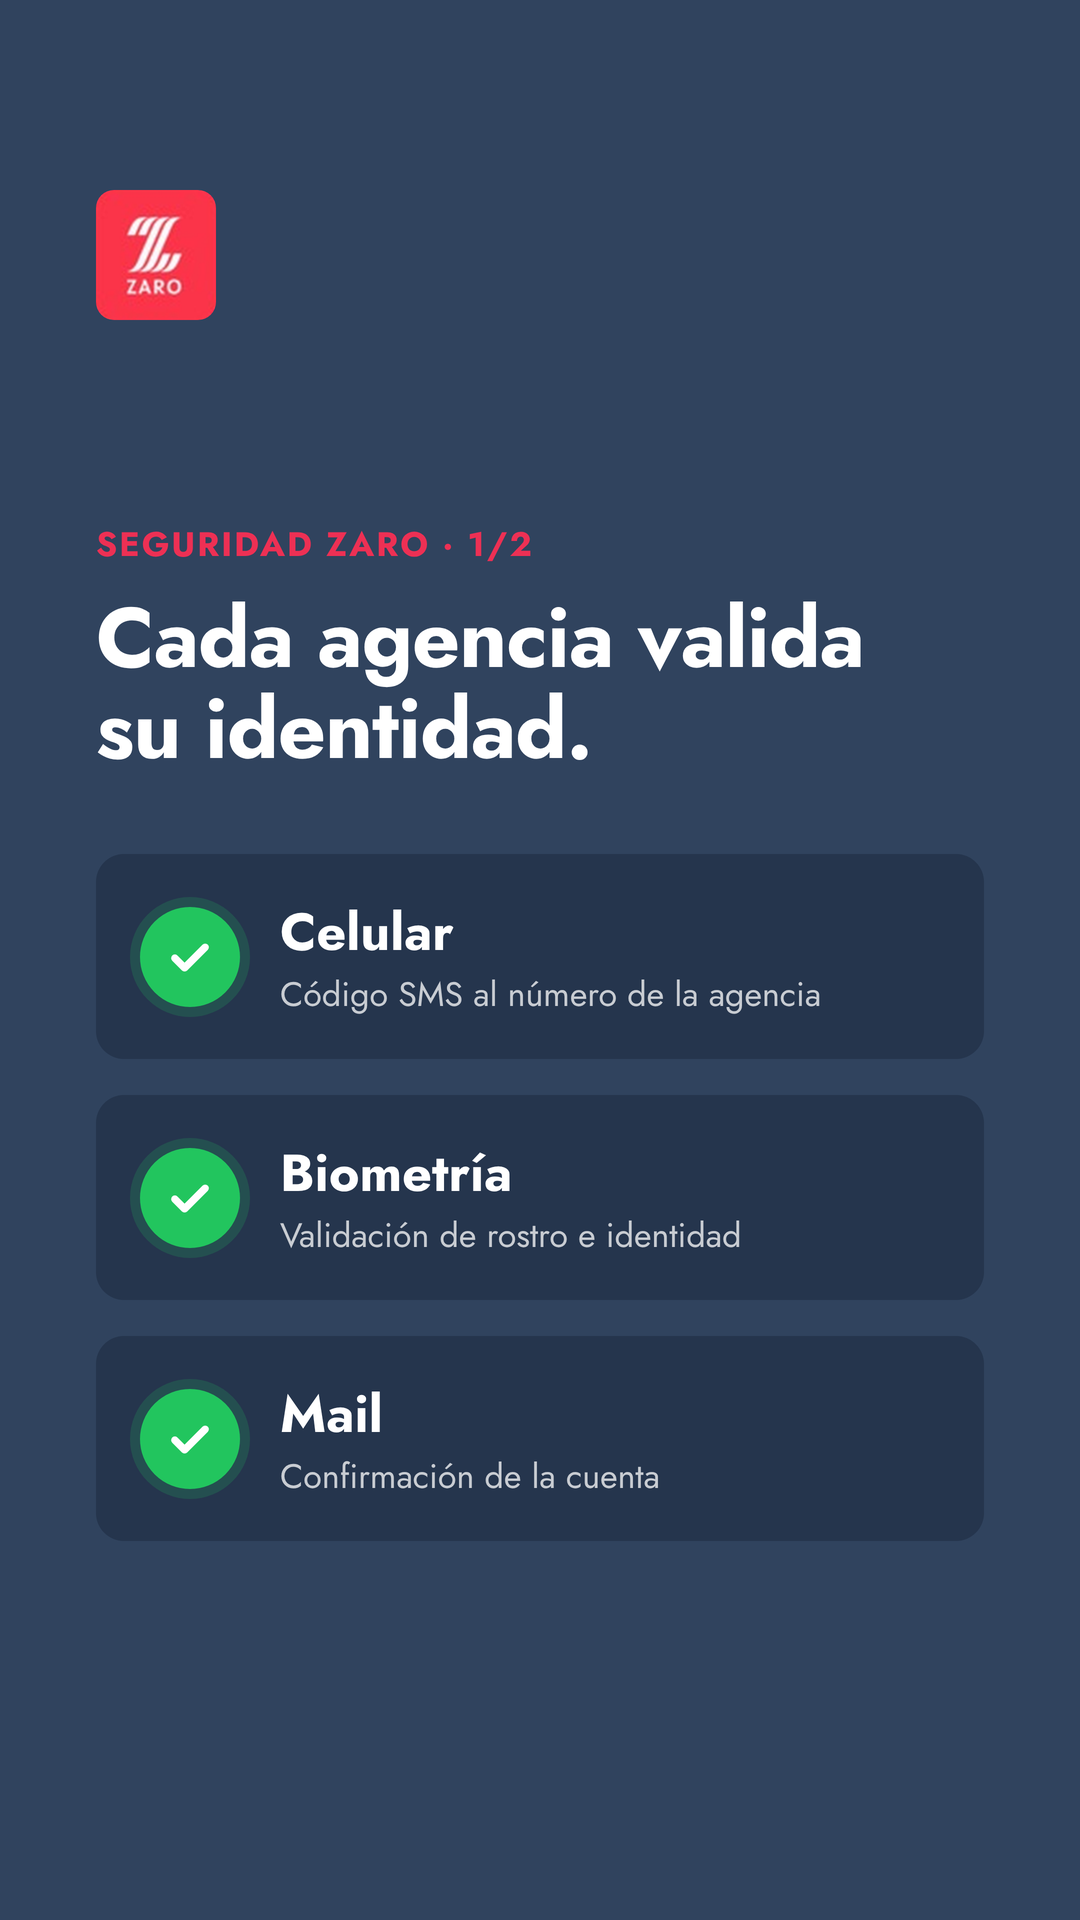 ZARO
SEGURIDAD ZARO · 1/2
Cada agencia valida
su identidad.
Celular
Código SMS al número de la agencia
Biometría
Validación de rostro e identidad
Mail
Confirmación de la cuenta